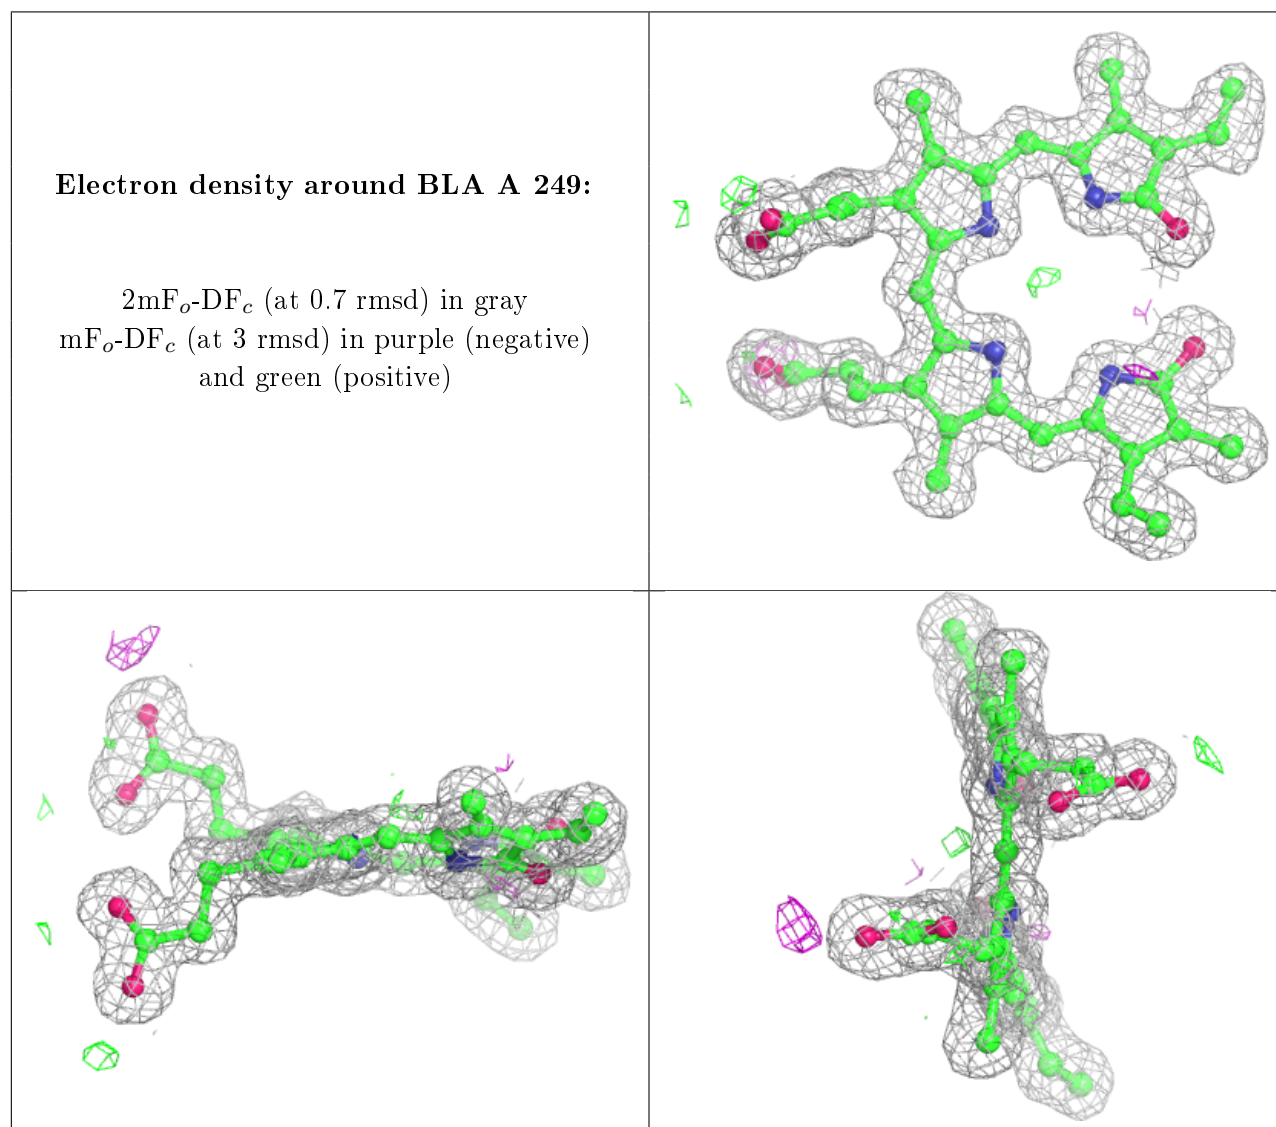 Electron density around BLA A 249:
2mFₒ-DF𝒸 (at 0.7 rmsd) in gray
mFₒ-DF𝒸 (at 3 rmsd) in purple (negative)
and green (positive)